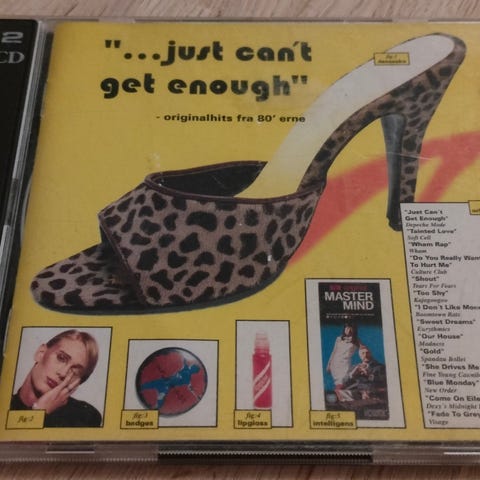 2
CD
"...just can't
get enough"
- originalhits fra 80' erne
fig:1
"Just Can´t
Get Enough"
Depeche Mode
"Tainted Love"
Soft Cell
"Wham Rap"
Wham
"Do You Really Want
To Hurt Me"
Culture Club
"Shout"
Tears For Fears
"Too Shy"
Kajagoogoo
"I Don't Like
Boomtown Rats
"Sweet Dreams"
Eurythmics
"Our House"
Madness
"Gold"
Spandau Ballet
"She Drives Me
Fine Young
"Blue Monday"
New Order
"Come On
Dexy's Midnight
"Fade To Grey
Visage
MASTER
MIND
fig:2
fig:3
badges
fig:4
lipgloss
fig:5
intelligens